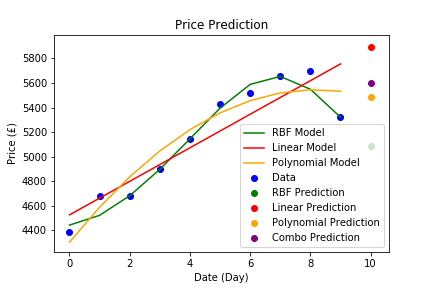 Price Prediction
Price (£)
5800
5600
5400
5200
5000
4800
4600
4400
RBF Model
Linear Model
Polynomial Model
Data
RBF Prediction
Linear Prediction
Polynomial Prediction
Combo Prediction
0 2 4 6 8 10
Date (Day)